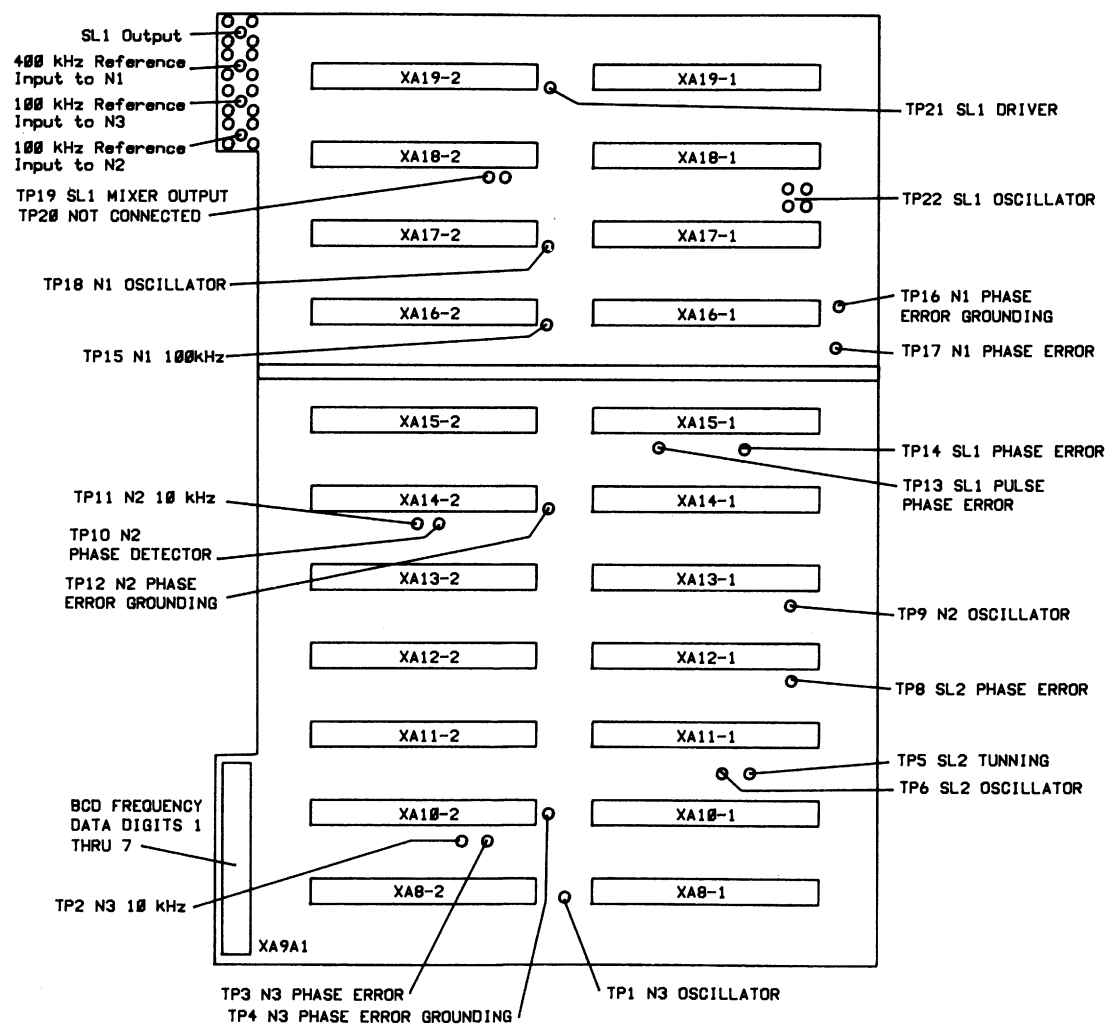 SL1 Output
400 kHz Reference
Input to N1
100 kHz Reference
Input to N3
100 kHz Reference
Input to N2
XA19-2
XA19-1
TP21 SL1 DRIVER
XA18-2
XA18-1
TP19 SL1 MIXER OUTPUT
TP20 NOT CONNECTED
TP22 SL1 OSCILLATOR
XA17-2
XA17-1
TP18 N1 OSCILLATOR
XA16-2
XA16-1
TP16 N1 PHASE
ERROR GROUNDING
TP15 N1 100kHz
TP17 N1 PHASE ERROR
XA15-2
XA15-1
TP14 SL1 PHASE ERROR
TP13 SL1 PULSE
PHASE ERROR
TP11 N2 10 kHz
XA14-2
XA14-1
TP10 N2
PHASE DETECTOR
TP12 N2 PHASE
ERROR GROUNDING
XA13-2
XA13-1
TP9 N2 OSCILLATOR
XA12-2
XA12-1
TP8 SL2 PHASE ERROR
XA11-2
XA11-1
TP5 SL2 TUNNING
TP6 SL2 OSCILLATOR
BCD FREQUENCY
DATA DIGITS 1
THRU 7
XA10-2
XA10-1
TP2 N3 10 kHz
XA8-2
XA8-1
XA9A1
TP3 N3 PHASE ERROR
TP4 N3 PHASE ERROR GROUNDING
TP1 N3 OSCILLATOR